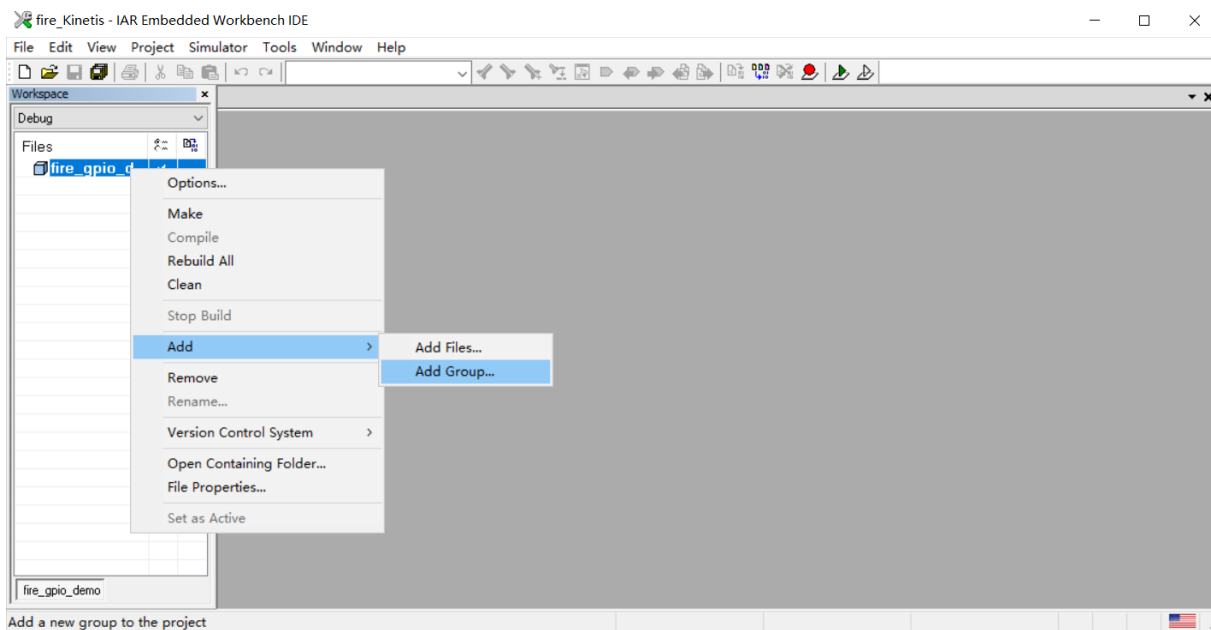 fire_Kinetis - IAR Embedded Workbench IDE
File Edit View Project Simulator Tools Window Help
Workspace
Debug
Files
fire_gpio_d
Options...
Make
Compile
Rebuild All
Clean
Stop Build
Add
Add Files...
Add Group...
Remove
Rename...
Version Control System
Open Containing Folder...
File Properties...
Set as Active
fire_gpio_demo
Add a new group to the project